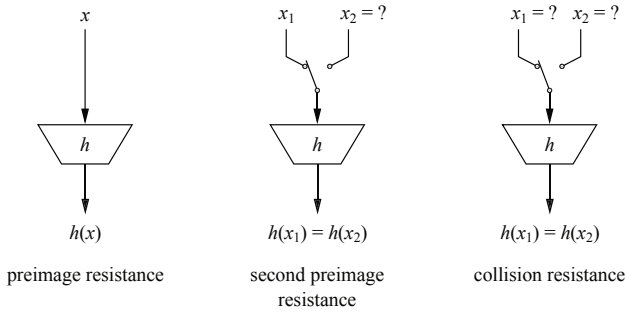 x
h
h(x)
preimage resistance
x₁
x₂ = ?
h
h(x₁) = h(x₂)
second preimage
resistance
x₁ = ?
x₂ = ?
h
h(x₁) = h(x₂)
collision resistance